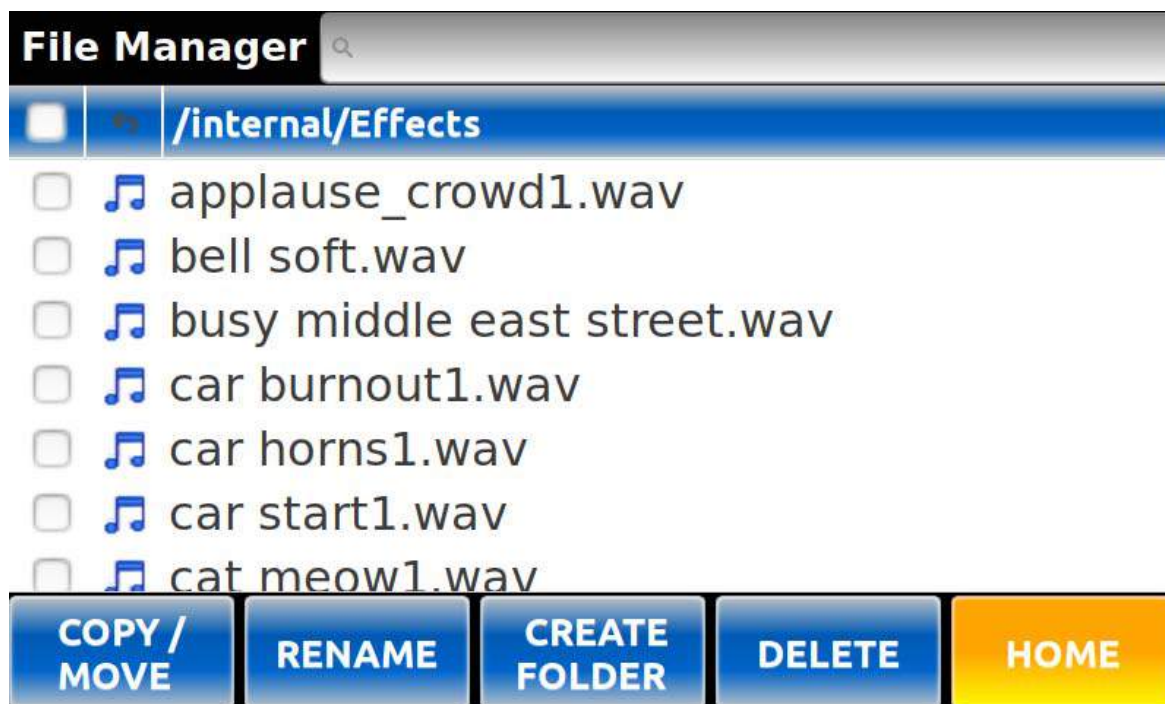 File Manager
/internal/Effects
applause_crowd1.wav
bell soft.wav
busy middle east street.wav
car burnout1.wav
car horns1.wav
car start1.wav
cat meow1.wav
COPY /
MOVE
RENAME
CREATE
FOLDER
DELETE
HOME